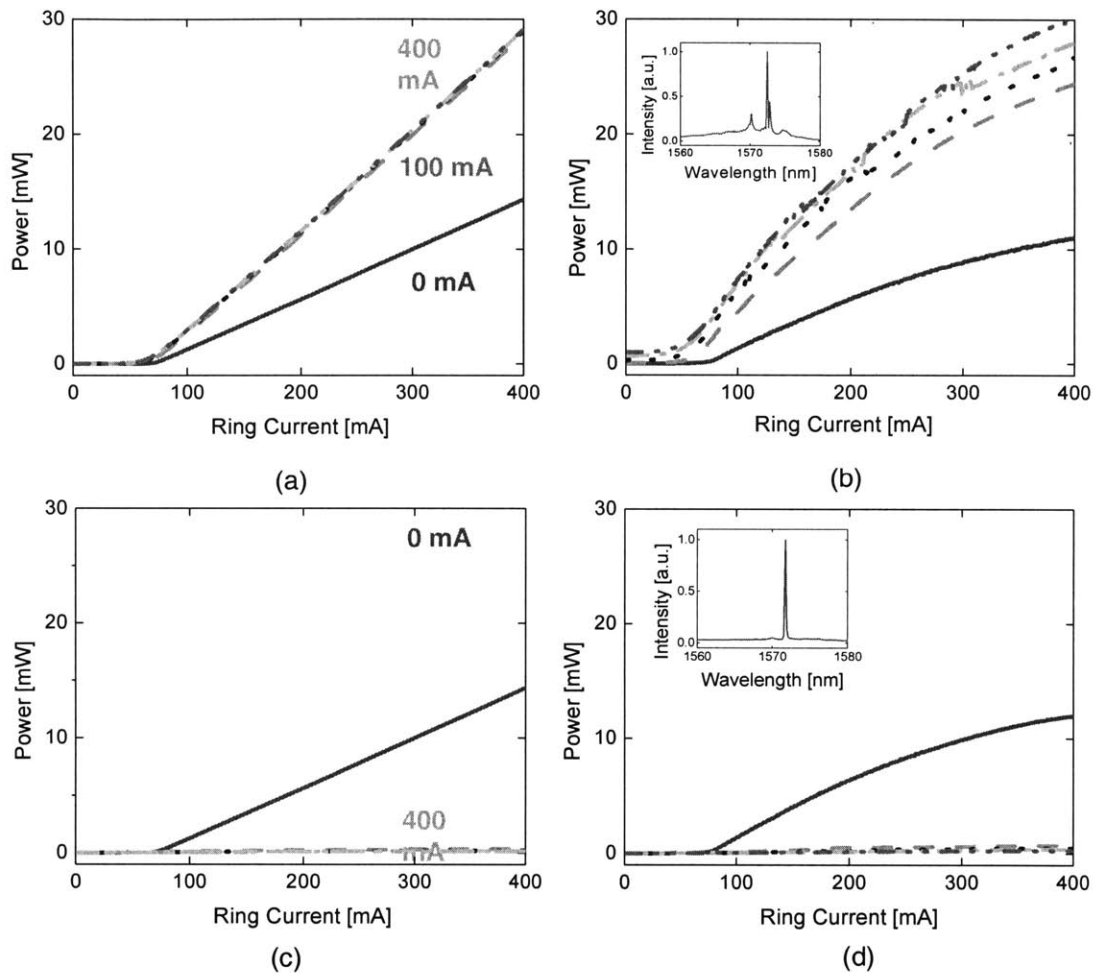 30
20
10
0
Power [mW]
400
mA
100 mA
0 mA
0 100 200 300 400
Ring Current [mA]
(a)
30
20
10
0
Power [mW]
1.0
0.5
0.0
Intensity [a.u.]
1560 1570 1580
Wavelength [nm]
0 100 200 300 400
Ring Current [mA]
(b)
30
20
10
0
Power [mW]
0 mA
400
mA
0 100 200 300 400
Ring Current [mA]
(c)
30
20
10
0
Power [mW]
1.0
0.5
0.0
Intensity [a.u.]
1560 1570 1580
Wavelength [nm]
0 100 200 300 400
Ring Current [mA]
(d)